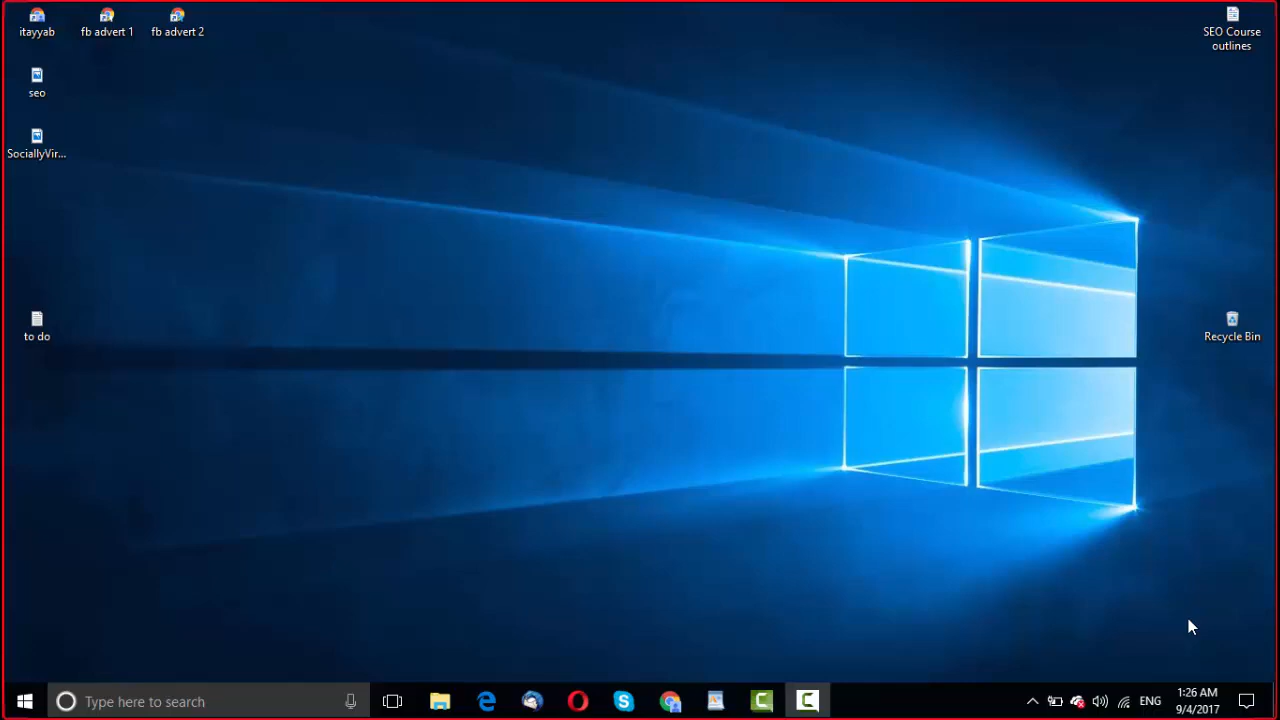 itayyab
fb advert 1
fb advert 2
SEO Course
outlines
seo
SociallyVir...
to do
Recycle Bin
Type here to search
ENG
1:26 AM
9/4/2017